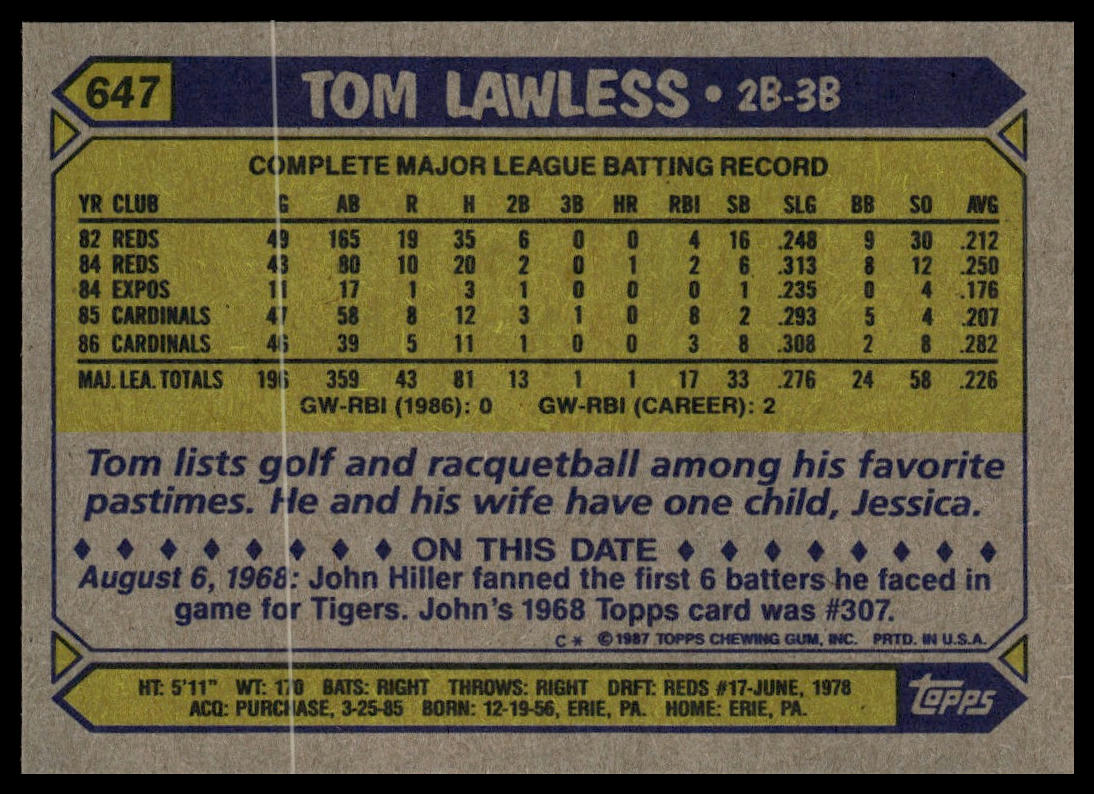 647 TOM LAWLESS • 2B-3B
COMPLETE MAJOR LEAGUE BATTING RECORD
YR CLUB G AB R H 2B 3B HR RBI SB SLG BB SO AVG
82 REDS 49 165 19 35 6 0 0 4 16 .248 9 30 .212
84 REDS 43 80 10 20 2 0 1 2 6 .313 8 12 .250
84 EXPOS 11 17 1 3 1 0 0 0 1 .235 0 4 .176
85 CARDINALS 47 58 8 12 3 1 0 8 2 .293 5 4 .207
86 CARDINALS 46 39 5 11 1 0 0 3 8 .308 2 8 .282
MAJ. LEA. TOTALS 196 359 43 81 13 1 1 17 33 .276 24 58 .226
GW-RBI (1986): 0 GW-RBI (CAREER): 2
Tom lists golf and racquetball among his favorite
pastimes. He and his wife have one child, Jessica.
♦ ♦ ♦ ♦ ♦ ♦ ♦ ♦ ON THIS DATE ♦ ♦ ♦ ♦ ♦ ♦ ♦ ♦
August 6, 1968: John Hiller fanned the first 6 batters he faced in
game for Tigers. John's 1968 Topps card was #307.
C * ©1987 TOPPS CHEWING GUM, INC. PRTD. IN U.S.A.
HT: 5'11" WT: 170 BATS: RIGHT THROWS: RIGHT DRFT: REDS #17-JUNE, 1978
ACQ: PURCHASE, 3-25-85 BORN: 12-19-56, ERIE, PA. HOME: ERIE, PA.
Topps